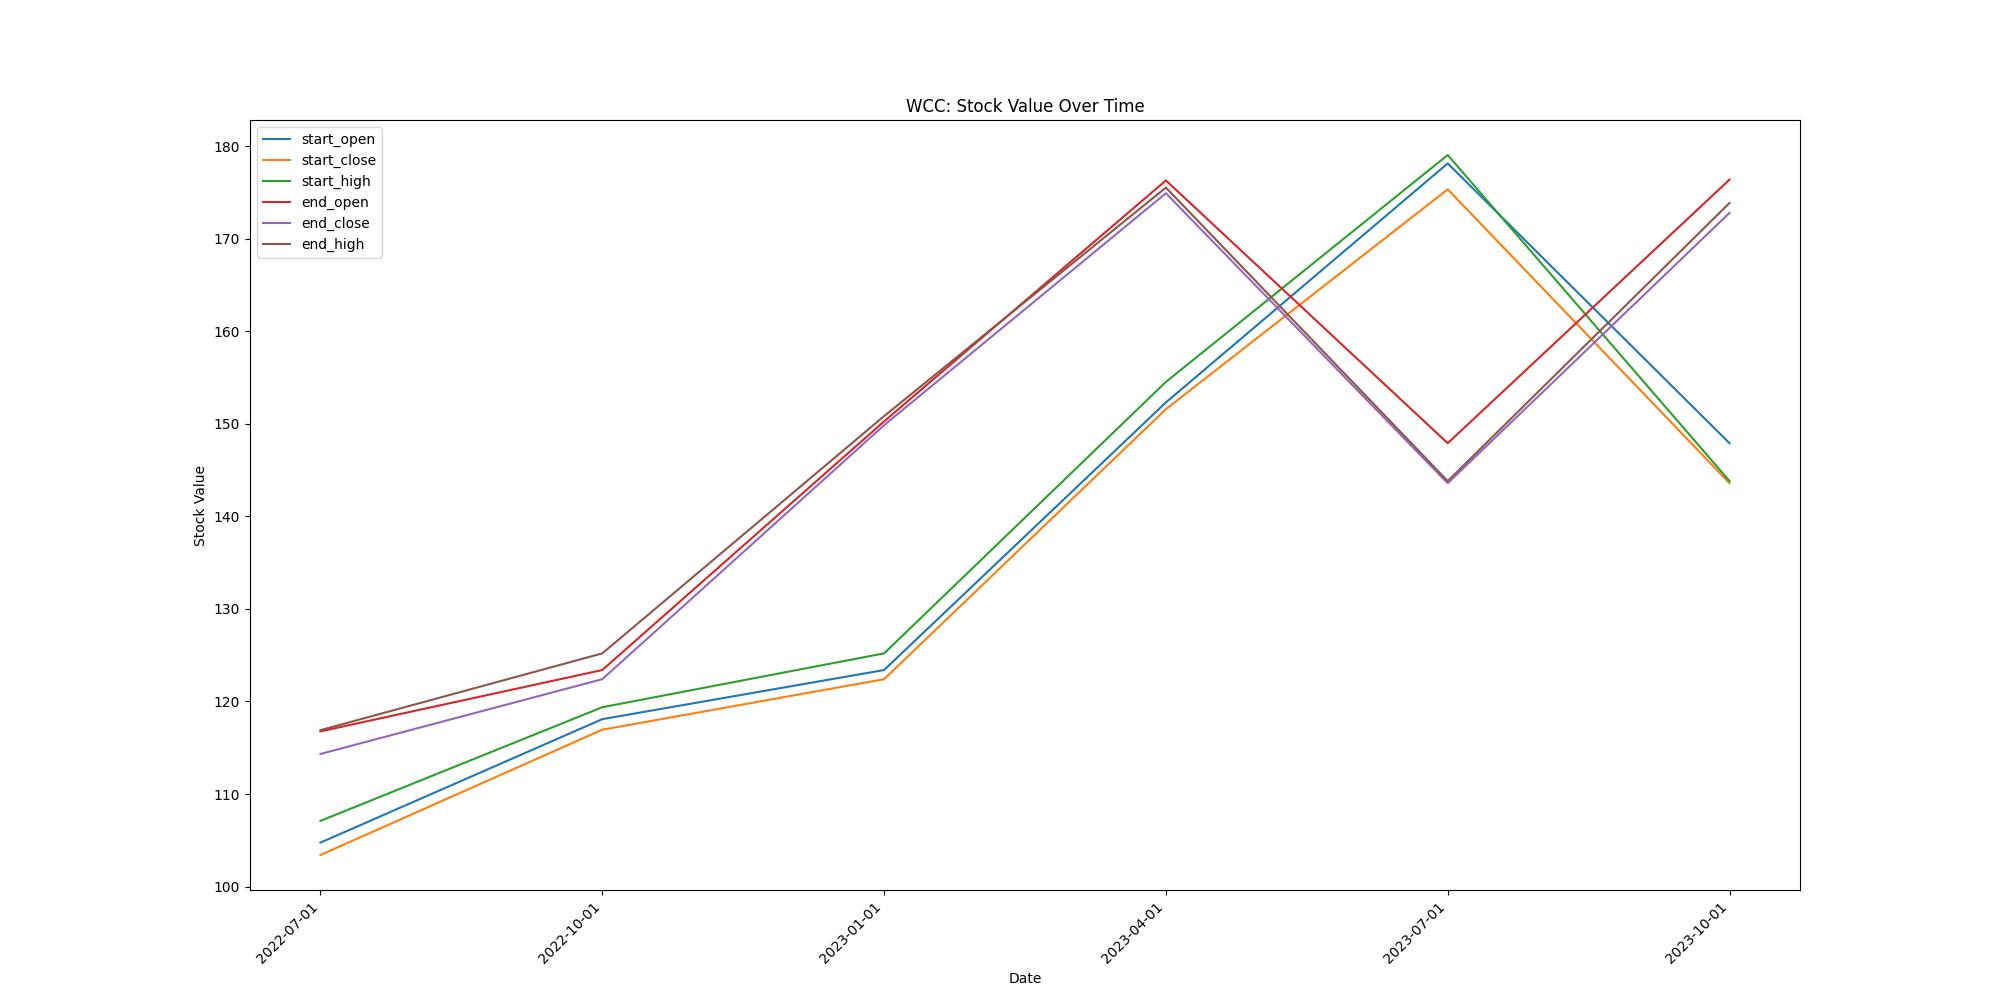 WCC: Stock Value Over Time
start_open
start_close
start_high
end_open
end_close
end_high
180
170
160
150
140
130
120
110
100
Stock Value
2022-07-01
2022-10-01
2023-01-01
2023-04-01
2023-07-01
2023-10-01
Date